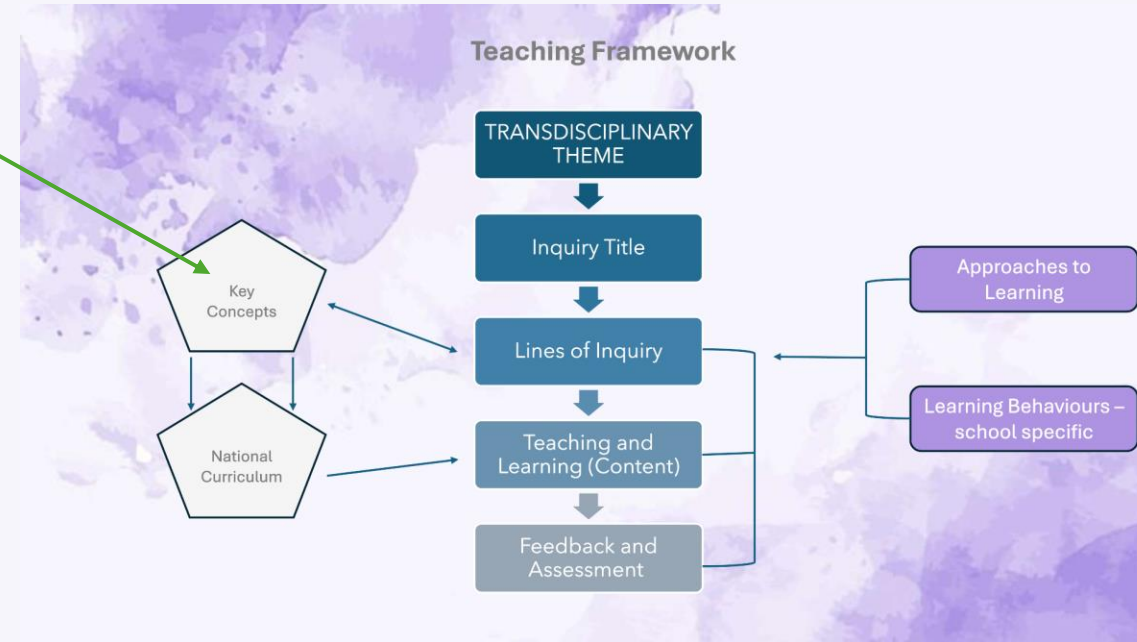 Teaching Framework
TRANSDISCIPLINARY
THEME
Inquiry Title
Key
Concepts
Lines of Inquiry
Approaches to
Learning
National
Curriculum
Teaching and
Learning (Content)
Learning Behaviours –
school specific
Feedback and
Assessment